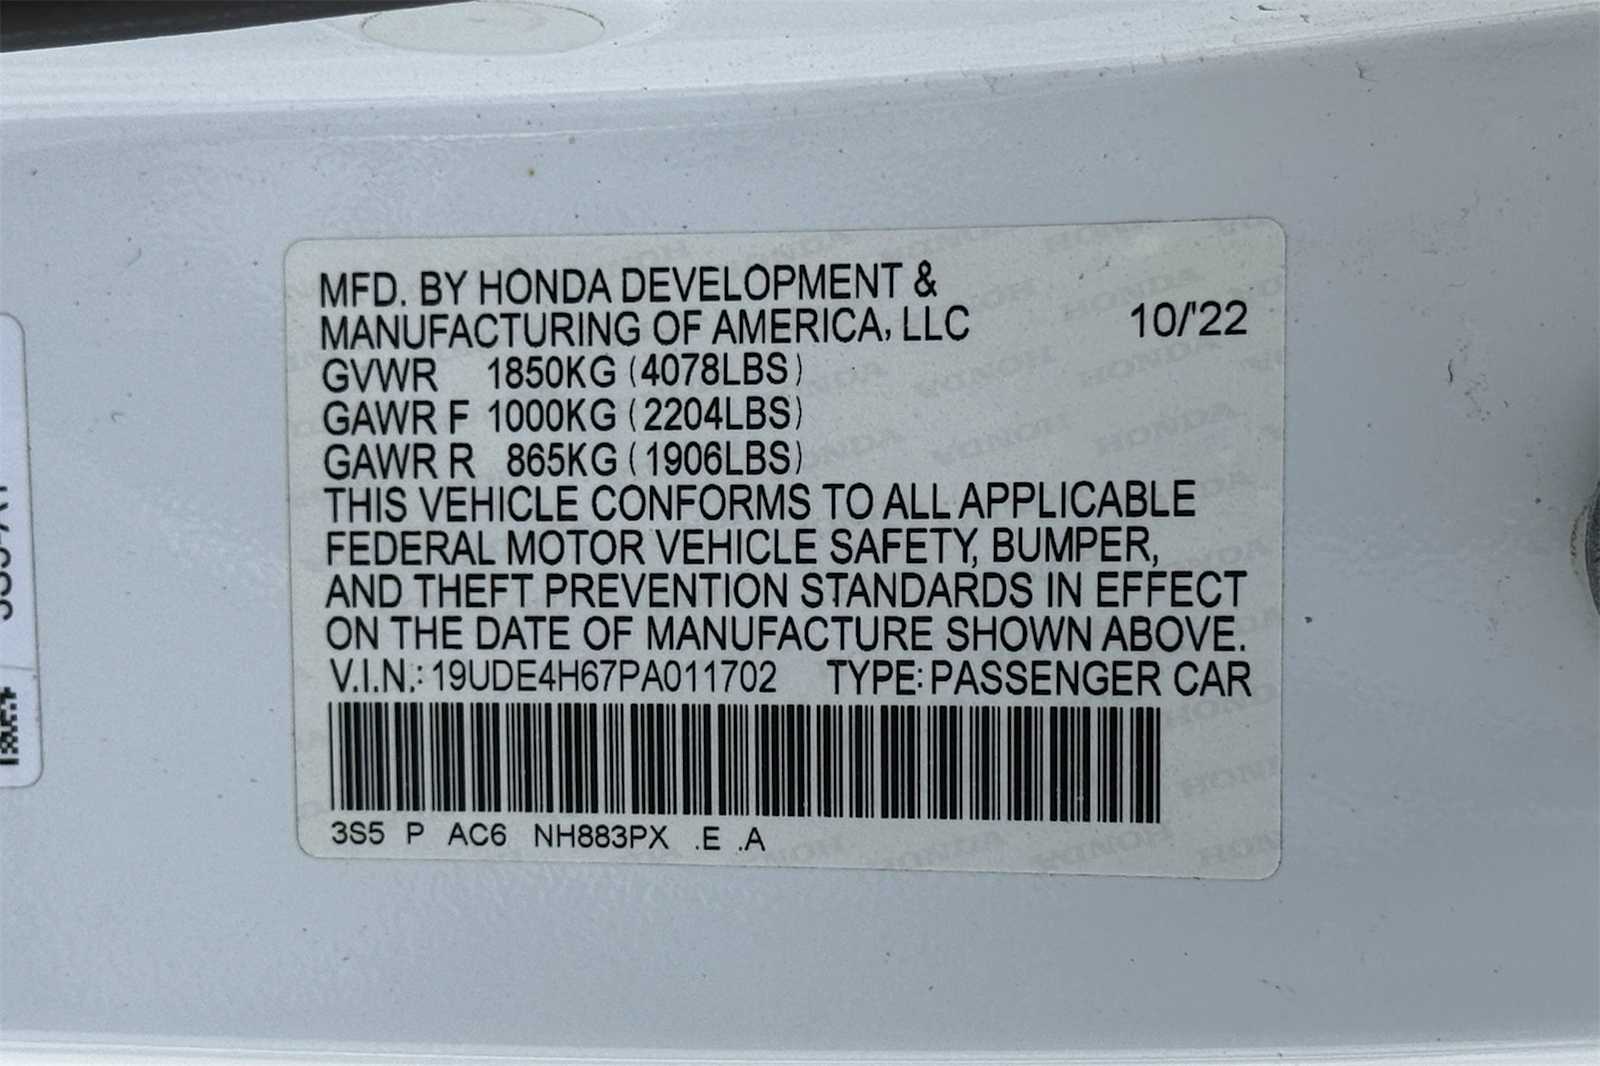 MFD. BY HONDA DEVELOPMENT &
MANUFACTURING OF AMERICA, LLC 10/'22
GVWR 1850KG (4078LBS)
GAWR F 1000KG (2204LBS)
GAWR R 865KG (1906LBS)
THIS VEHICLE CONFORMS TO ALL APPLICABLE
FEDERAL MOTOR VEHICLE SAFETY, BUMPER,
AND THEFT PREVENTION STANDARDS IN EFFECT
ON THE DATE OF MANUFACTURE SHOWN ABOVE.
V.I.N.: 19UDE4H67PA011702 TYPE: PASSENGER CAR
3S5 P AC6 NH883PX .E .A